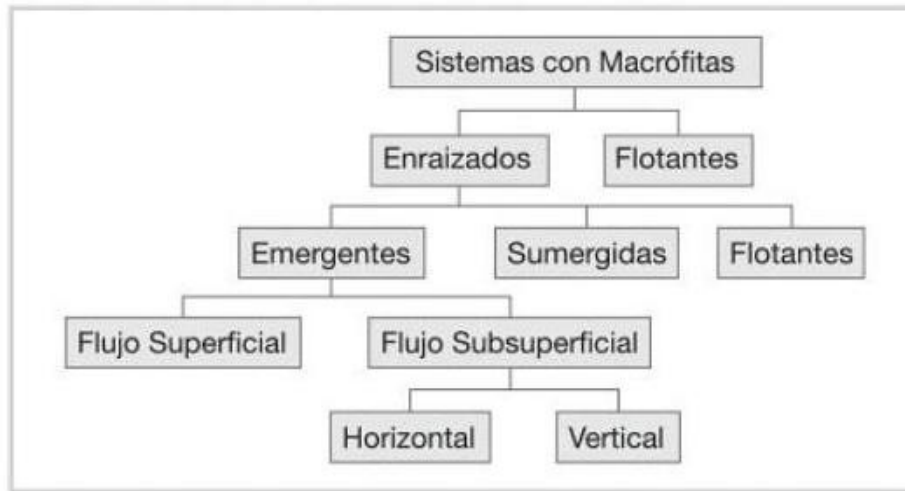 Sistemas con Macrófitas
Enraizados
Flotantes
Emergentes
Sumergidas
Flotantes
Flujo Superficial
Flujo Subsuperficial
Horizontal
Vertical